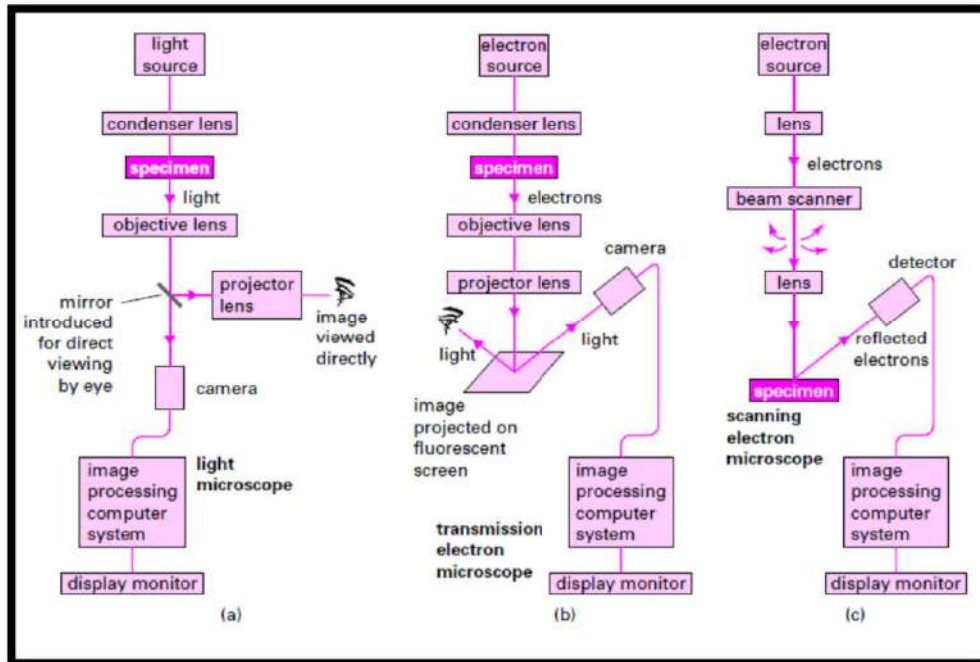 light
source
condenser lens
specimen
light
objective lens
mirror
introduced
for direct
viewing
by eye
projector
lens
image
viewed
directly
camera
image
processing
computer
system
light
microscope
display monitor
(a)
electron
source
condenser lens
specimen
electrons
objective lens
projector lens
camera
light
light
image
projected on
fluorescent
screen
image
processing
computer
system
transmission
electron
microscope
display monitor
(b)
electron
source
lens
electrons
beam scanner
lens
detector
reflected
electrons
specimen
scanning
electron
microscope
image
processing
computer
system
display monitor
(c)